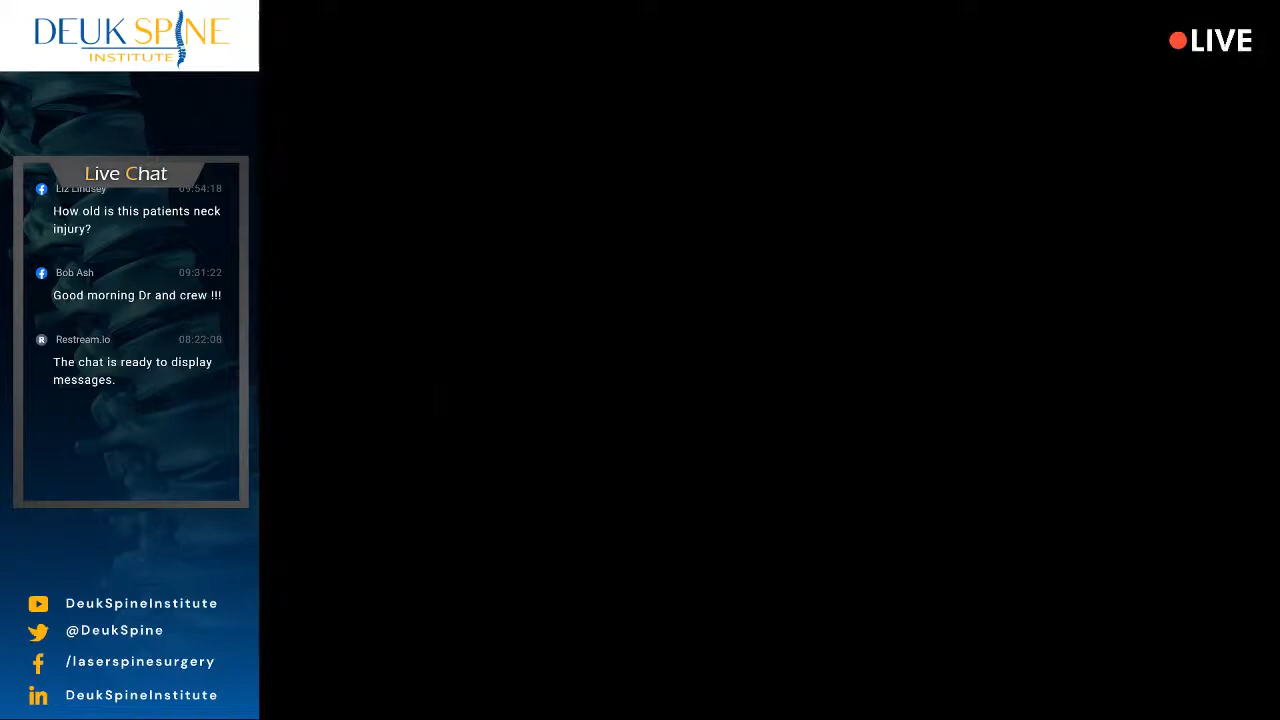 DEUK SPINE
INSTITUTE
LIVE
Live Chat
Liz Lindsey 09:54:18
How old is this patients neck
injury?
Bob Ash 09:31:22
Good morning Dr and crew !!!
R Restream.io 08:22:08
The chat is ready to display
messages.
DeukSpineInstitute
@DeukSpine
/laserspinesurgery
DeukSpineInstitute